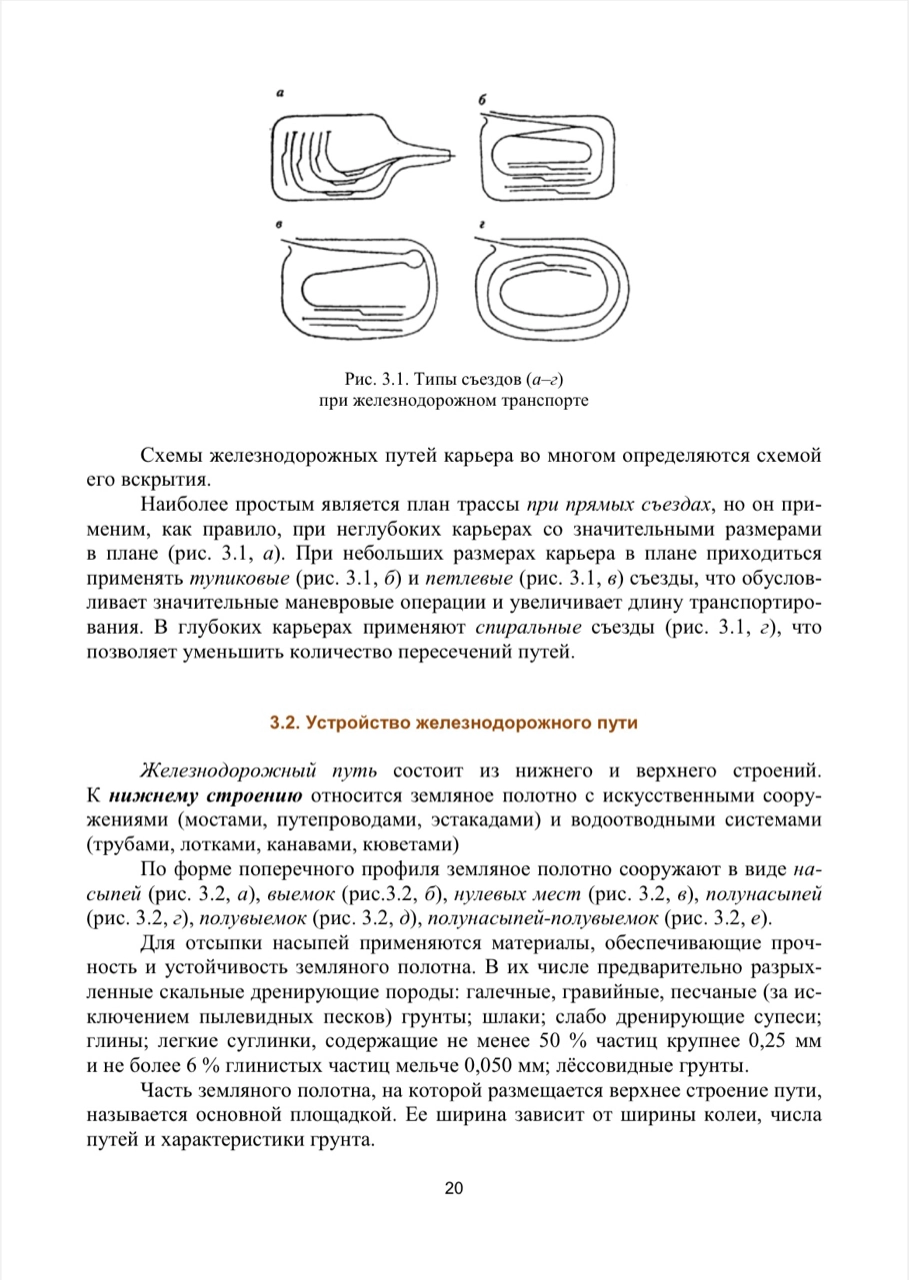 а
б
в
г
Рис. 3.1. Типы съездов (а–г)
при железнодорожном транспорте
Схемы железнодорожных путей карьера во многом определяются схемой
его вскрытия.
Наиболее простым является план трассы при прямых съездах, но он при-
меним, как правило, при неглубоких карьерах со значительными размерами
в плане (рис. 3.1, а). При небольших размерах карьера в плане приходиться
применять тупиковые (рис. 3.1, б) и петлевые (рис. 3.1, в) съезды, что обуслов-
ливает значительные маневровые операции и увеличивает длину транспортиро-
вания. В глубоких карьерах применяют спиральные съезды (рис. 3.1, г), что
позволяет уменьшить количество пересечений путей.
3.2. Устройство железнодорожного пути
Железнодорожный путь состоит из нижнего и верхнего строений.
К нижнему строению относится земляное полотно с искусственными соору-
жениями (мостами, путепроводами, эстакадами) и водоотводными системами
(трубами, лотками, канавами, кюветами)
По форме поперечного профиля земляное полотно сооружают в виде на-
сыпей (рис. 3.2, а), выемок (рис.3.2, б), нулевых мест (рис. 3.2, в), полунасыпей
(рис. 3.2, г), полувыемок (рис. 3.2, д), полунасыпей-полувыемок (рис. 3.2, е).
Для отсыпки насыпей применяются материалы, обеспечивающие проч-
ность и устойчивость земляного полотна. В их числе предварительно разрых-
ленные скальные дренирующие породы: галечные, гравийные, песчаные (за ис-
ключением пылевидных песков) грунты; шлаки; слабо дренирующие супеси;
глины; легкие суглинки, содержащие не менее 50 % частиц крупнее 0,25 мм
и не более 6 % глинистых частиц мельче 0,050 мм; лёссовидные грунты.
Часть земляного полотна, на которой размещается верхнее строение пути,
называется основной площадкой. Ее ширина зависит от ширины колеи, числа
путей и характеристики грунта.
20